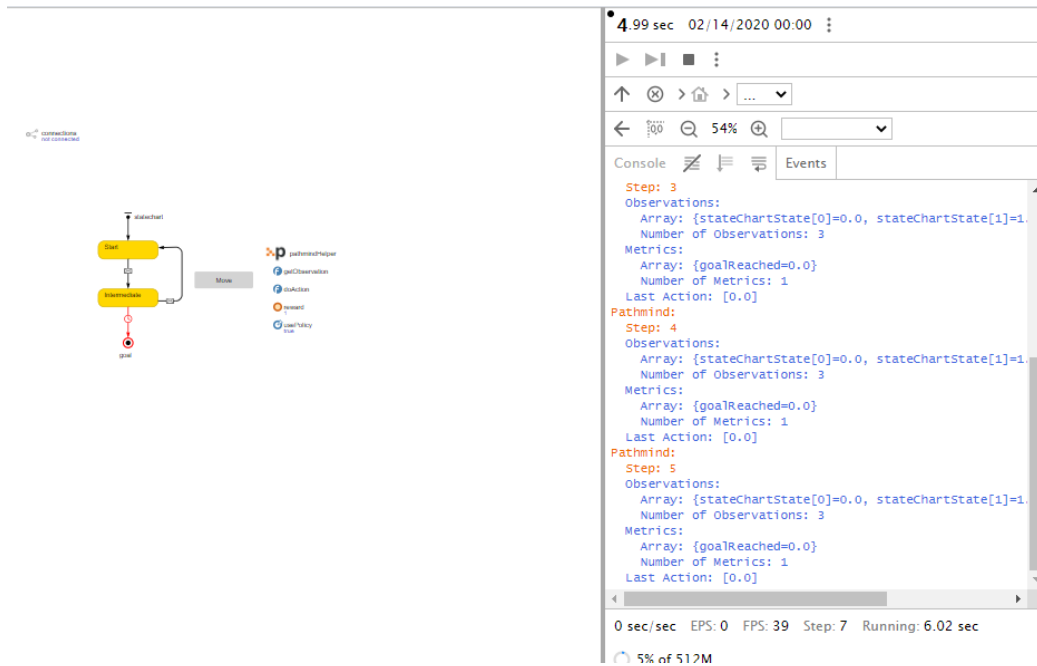 connections
not connected
statechart
Start
Intermediate
goal
Move
pathmindHelper
getObservation
doAction
reward
usePolicy
true
4.99 sec 02/14/2020 00:00
...
54%
Console Events
Step: 3
Observations:
Array: {stateChartState[0]=0.0, stateChartState[1]=1.
Number of Observations: 3
Metrics:
Array: {goalReached=0.0}
Number of Metrics: 1
Last Action: [0.0]
Pathmind:
Step: 4
Observations:
Array: {stateChartState[0]=0.0, stateChartState[1]=1.
Number of Observations: 3
Metrics:
Array: {goalReached=0.0}
Number of Metrics: 1
Last Action: [0.0]
Pathmind:
Step: 5
Observations:
Array: {stateChartState[0]=0.0, stateChartState[1]=1.
Number of Observations: 3
Metrics:
Array: {goalReached=0.0}
Number of Metrics: 1
Last Action: [0.0]
0 sec/sec EPS: 0 FPS: 39 Step: 7 Running: 6.02 sec
5% of 512M